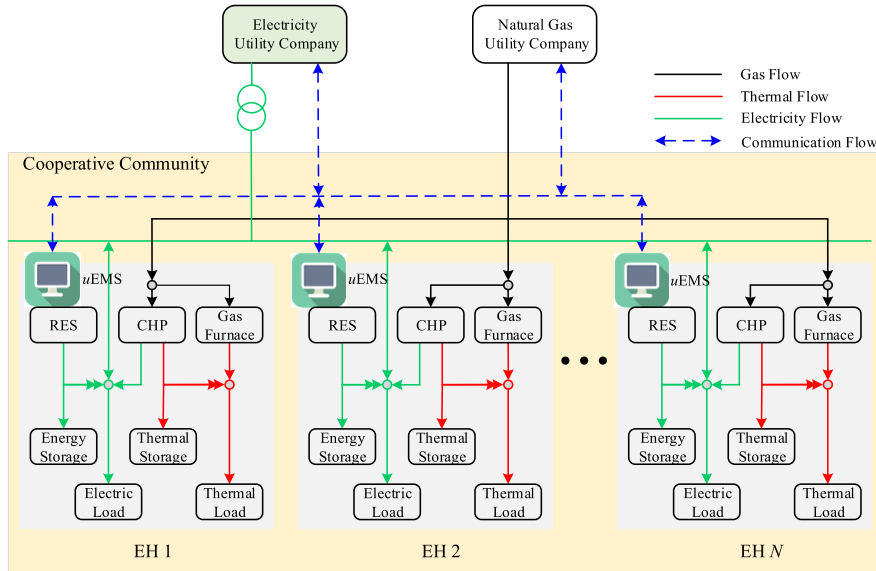 Electricity
Utility Company
Natural Gas
Utility Company
Gas Flow
Thermal Flow
Electricity Flow
Communication Flow
Cooperative Community
uEMS
RES
CHP
Gas
Furnace
Energy
Storage
Thermal
Storage
Electric
Load
Thermal
Load
EH 1
uEMS
RES
CHP
Gas
Furnace
Energy
Storage
Thermal
Storage
Electric
Load
Thermal
Load
EH 2
uEMS
RES
CHP
Gas
Furnace
Energy
Storage
Thermal
Storage
Electric
Load
Thermal
Load
EH N